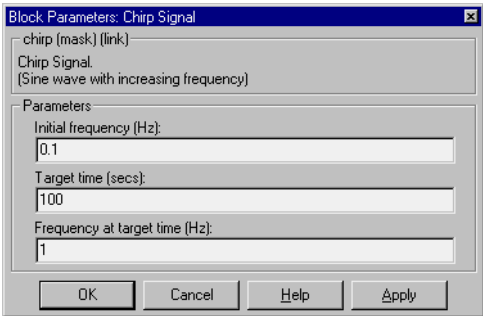 Block Parameters: Chirp Signal
chirp (mask) (link)
Chirp Signal.
(Sine wave with increasing frequency)
Parameters
Initial frequency (Hz):
0.1
Target time (secs):
100
Frequency at target time (Hz):
1
OK Cancel Help Apply